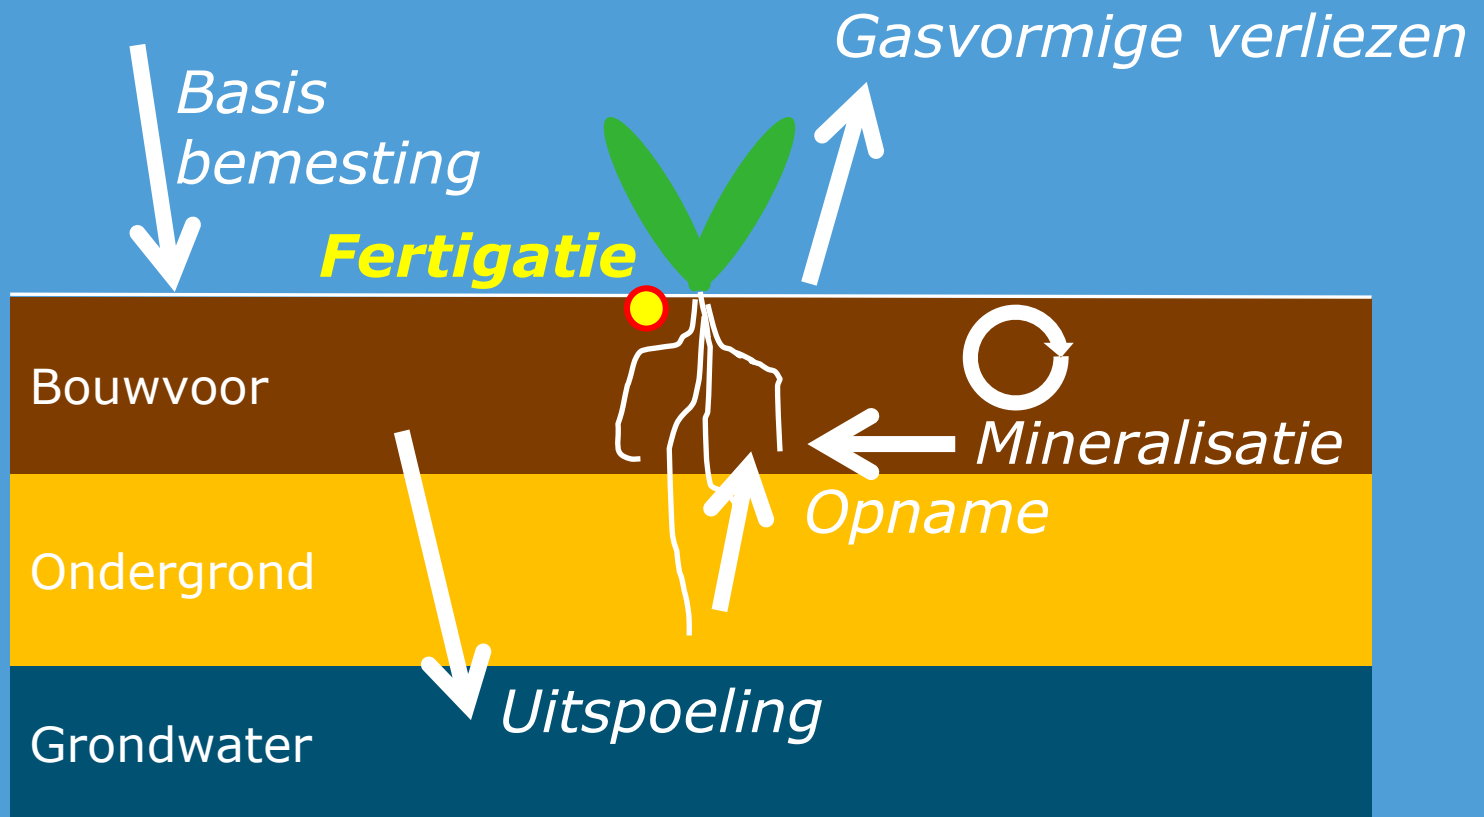 Gasvormige verliezen
Basis
bemesting
Fertigatie
Bouwvoor
Mineralisatie
Opname
Ondergrond
Uitspoeling
Grondwater